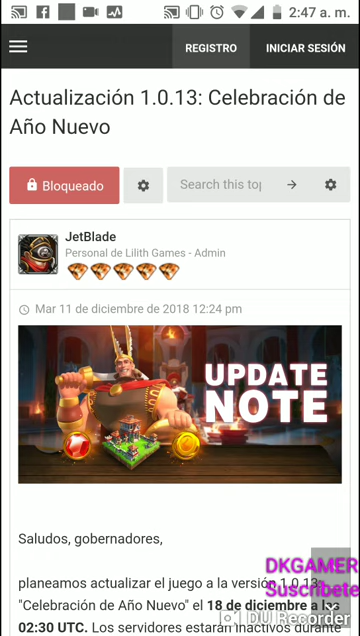 2:47 a. m.
REGISTRO
INICIAR SESIÓN
Actualización 1.0.13: Celebración de
Año Nuevo
Bloqueado
Search this top
JetBlade
Personal de Lilith Games - Admin
Mar 11 de diciembre de 2018 12:24 pm
UPDATE
NOTE
Saludos, gobernadores,
DKGAMER
Suscribete
planeamos actualizar el juego a la versión 1.0.13:
"Celebración de Año Nuevo" el 18 de diciembre a las
DU Recorder
02:30 UTC. Los servidores estarán inactivos durante